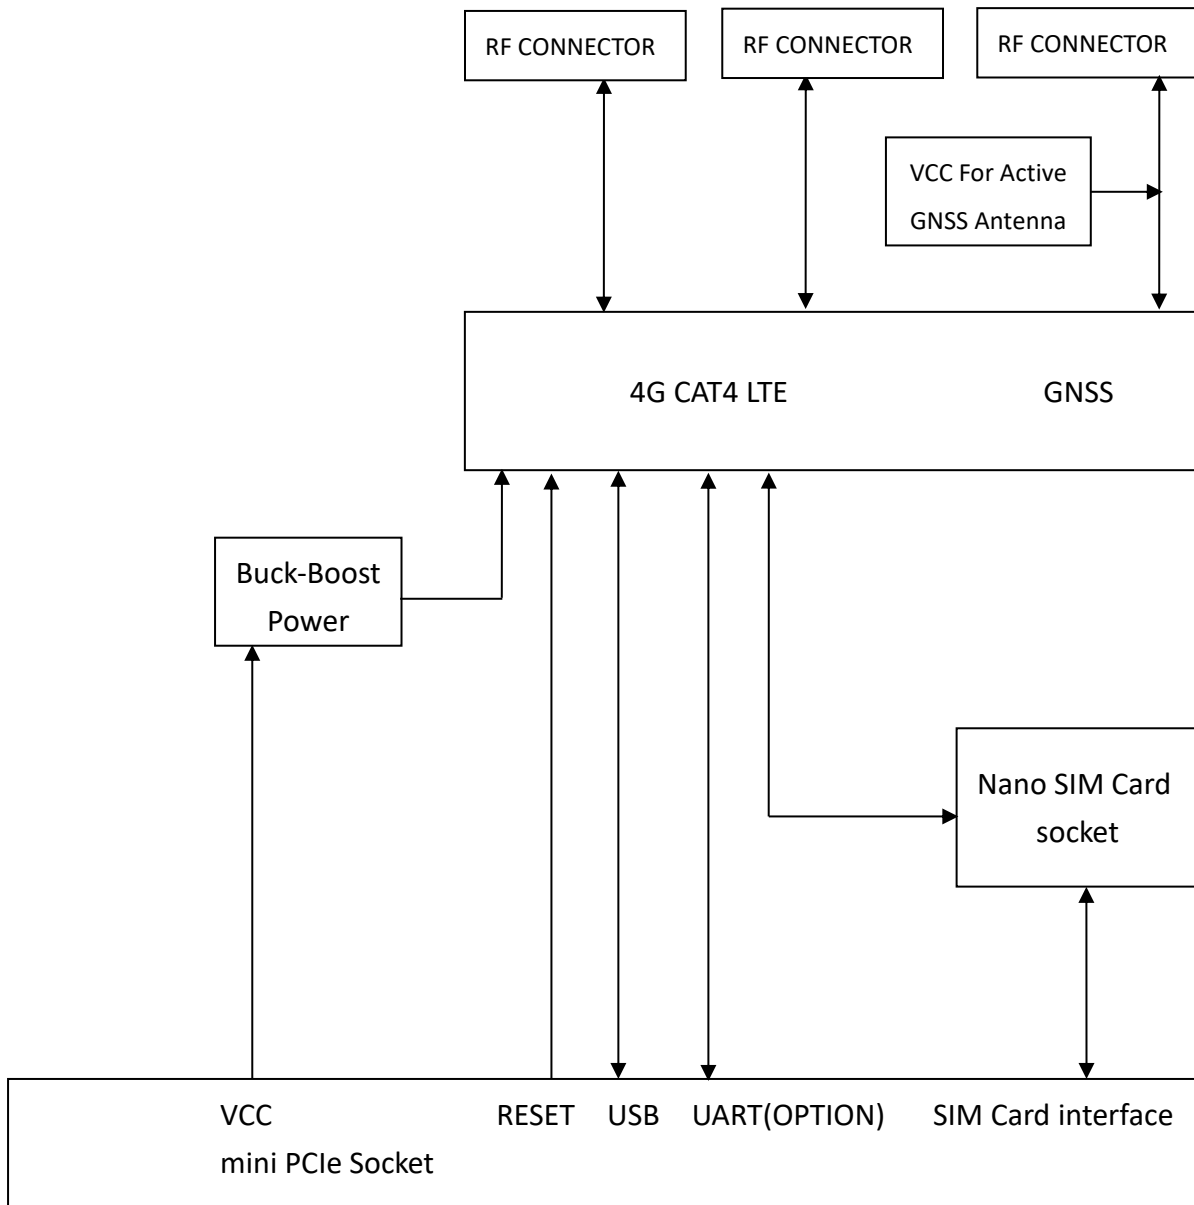 RF CONNECTOR
RF CONNECTOR
RF CONNECTOR
VCC For Active
GNSS Antenna
4G CAT4 LTE
GNSS
Buck-Boost
Power
Nano SIM Card
socket
VCC
RESET
USB
UART(OPTION)
SIM Card interface
mini PCIe Socket